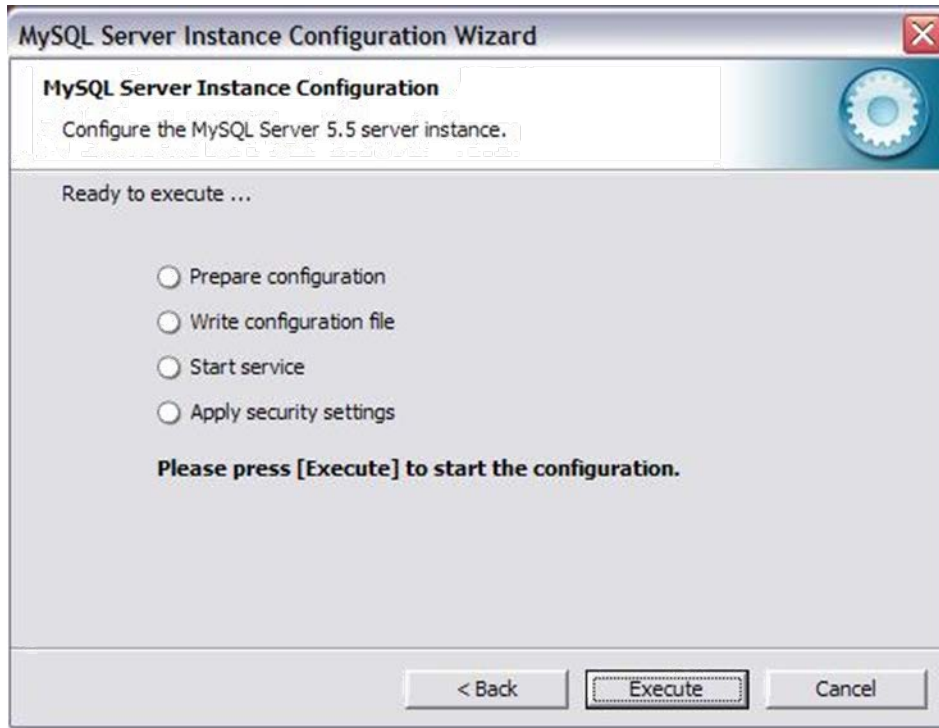 MySQL Server Instance Configuration Wizard
MySQL Server Instance Configuration
Configure the MySQL Server 5.5 server instance.
Ready to execute ...
Prepare configuration
Write configuration file
Start service
Apply security settings
Please press [Execute] to start the configuration.
< Back
Execute
Cancel